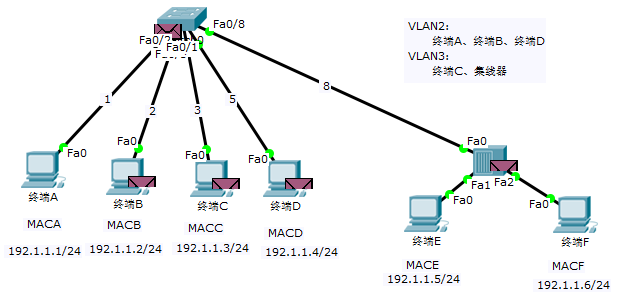 Fa0/8
Fa0/1
VLAN2:
终端A、终端B、终端D
VLAN3:
终端C、集线器
1
2
3
5
8
Fa0
Fa0
Fa0
Fa0
Fa0
Fa1
Fa2
Fa0
Fa0
终端A
终端B
终端C
终端D
终端E
终端F
MACA
MACB
MACC
MACD
MACE
MACF
192.1.1.1/24
192.1.1.2/24
192.1.1.3/24
192.1.1.4/24
192.1.1.5/24
192.1.1.6/24